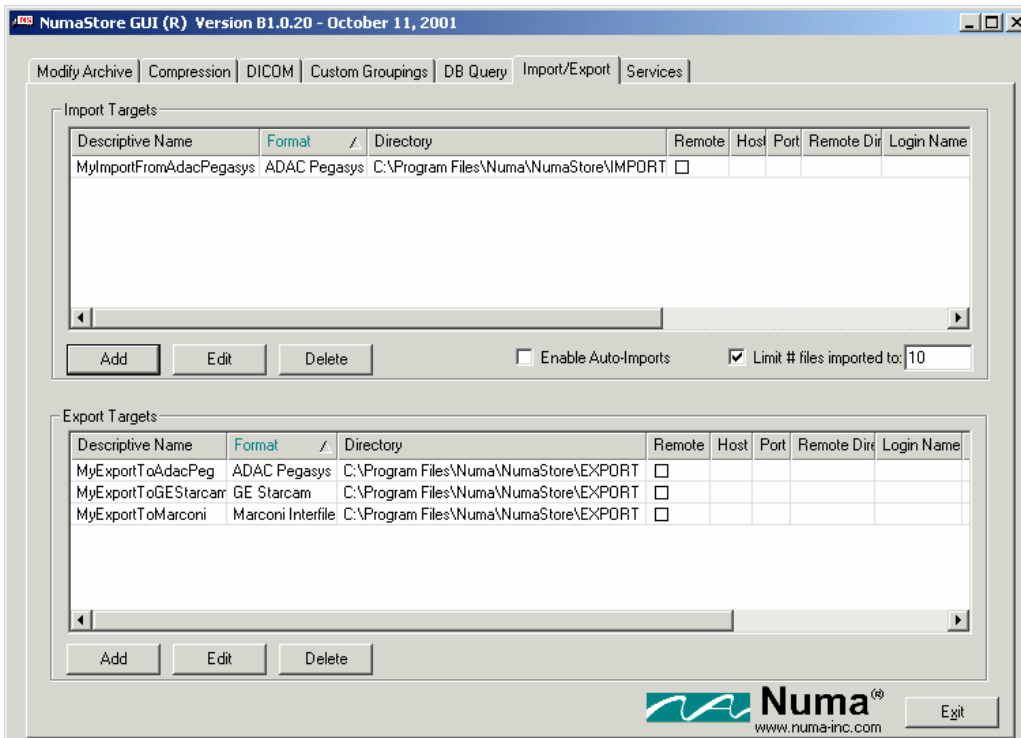 NumaStore GUI (R) Version B1.0.20 - October 11, 2001
Modify Archive Compression DICOM Custom Groupings DB Query Import/Export Services
Import Targets
Descriptive Name Format Directory Remote Host Port Remote Dir Login Name
MyImportFromAdacPegasys ADAC Pegasys C:\Program Files\Numa\NumaStore\IMPORT
Add Edit Delete Enable Auto-Imports Limit # files imported to: 10
Export Targets
Descriptive Name Format Directory Remote Host Port Remote Dire Login Name
MyExportToAdacPeg ADAC Pegasys C:\Program Files\Numa\NumaStore\EXPORT
MyExportToGEStarcam GE Starcam C:\Program Files\Numa\NumaStore\EXPORT
MyExportToMarconi Marconi Interfile C:\Program Files\Numa\NumaStore\EXPORT
Add Edit Delete
Numa(R)
www.numa-inc.com
Exit